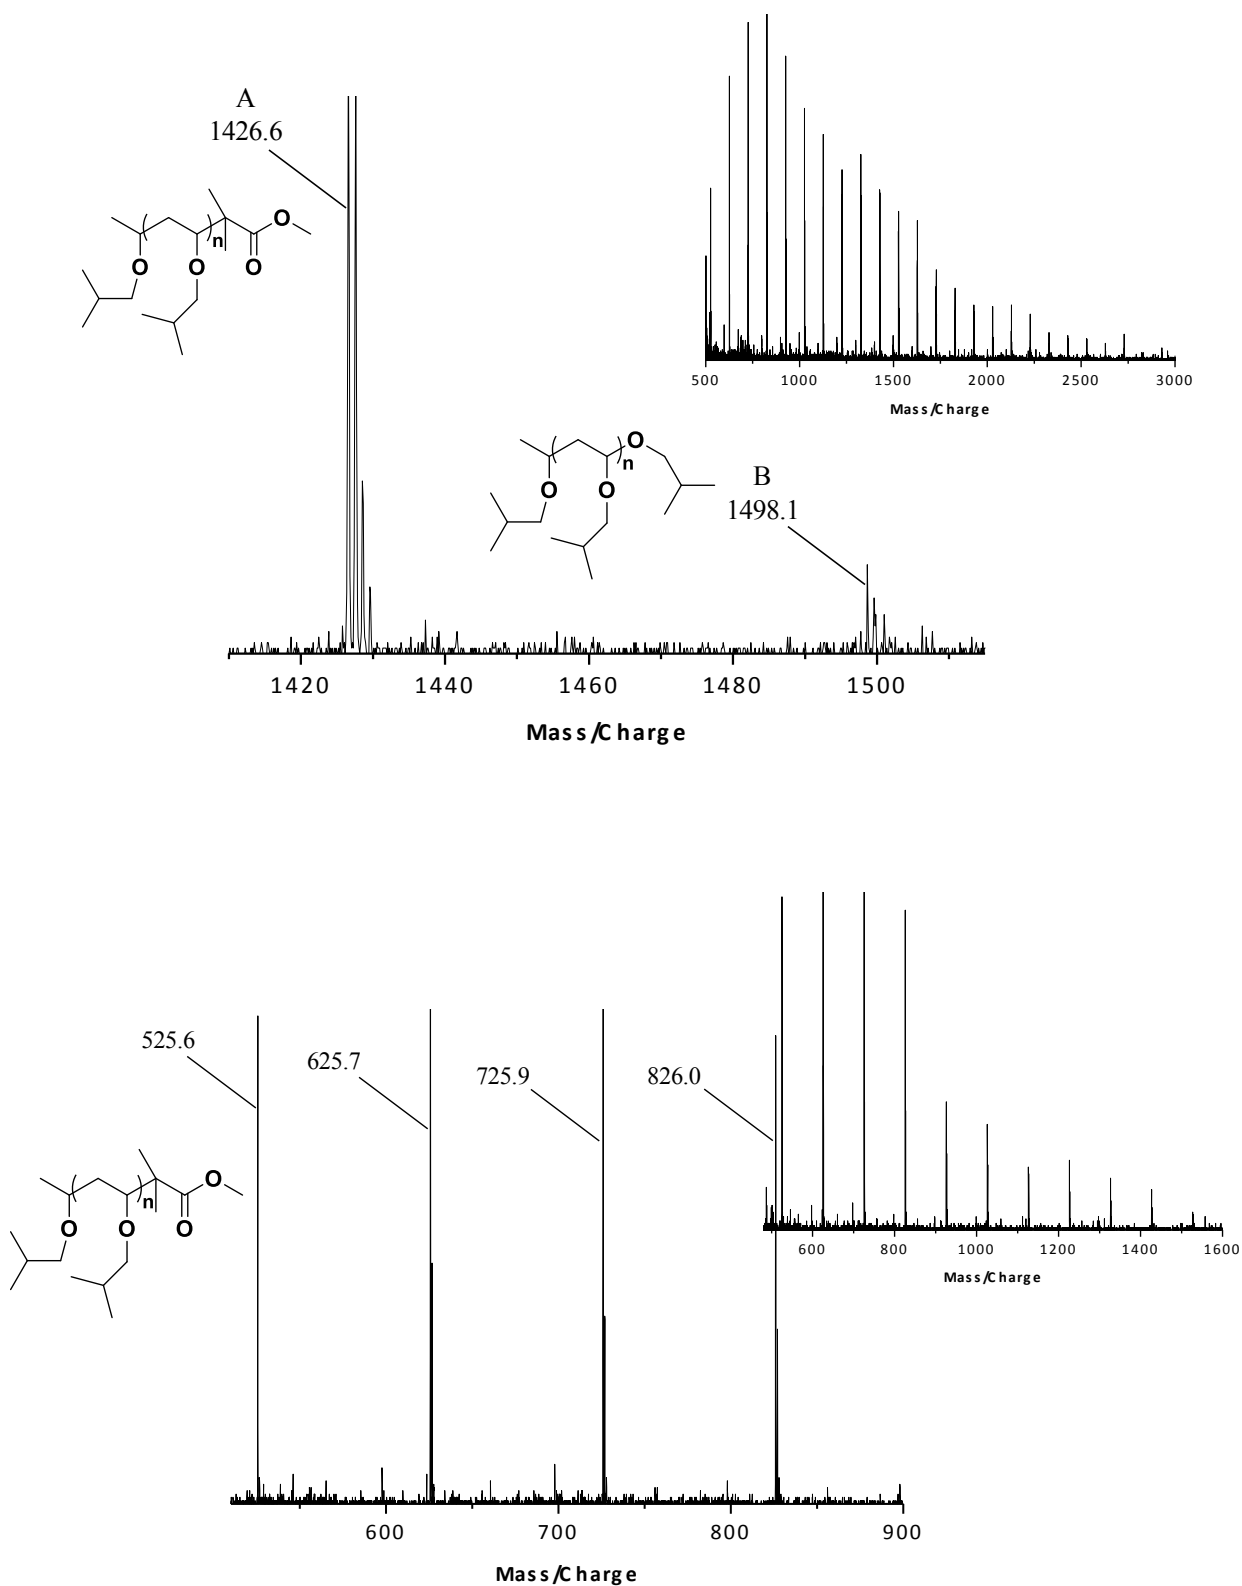 A
1426.6
O
n
O
O
O
500 1000 1500 2000 2500 3000
Mass/Charge
O
n
O
O
B
1498.1
1420 1440 1460 1480 1500
Mass/Charge
525.6
625.7
725.9
826.0
O
n
O
O
O
600 800 1000 1200 1400 1600
Mass/Charge
600 700 800 900
Mass/Charge